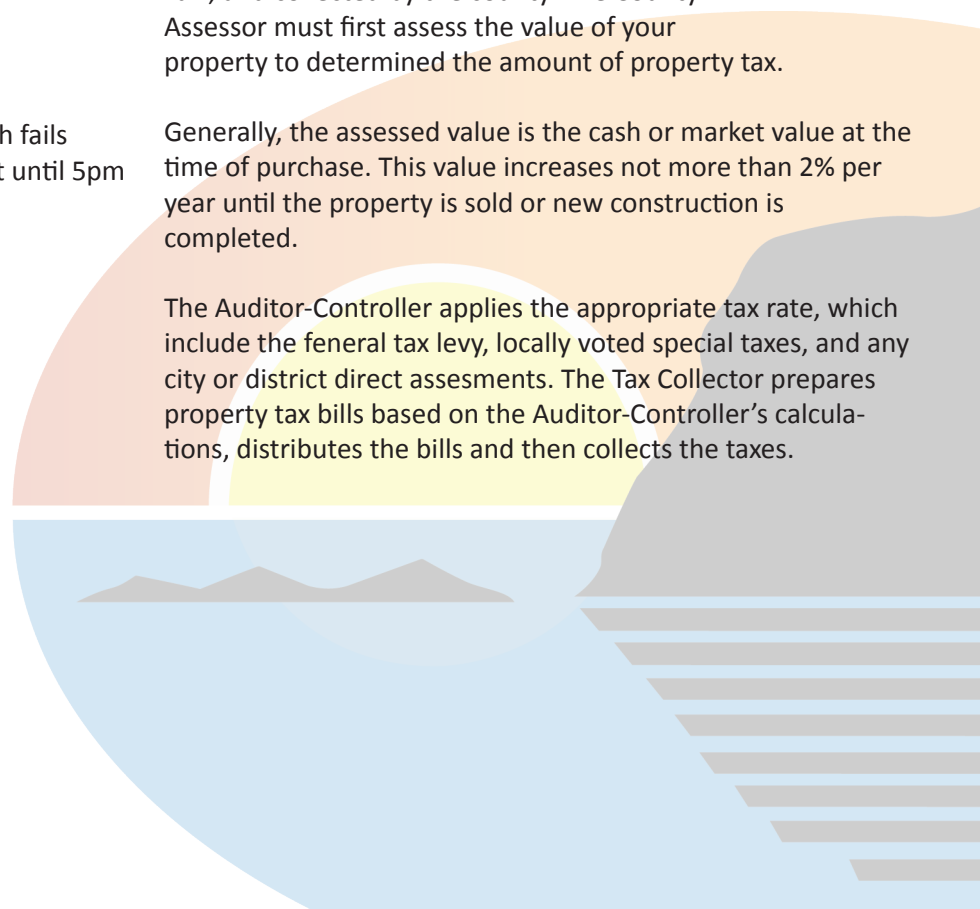 Assessor must first assess the value of your
property to determined the amount of property tax.
h fails
t until 5pm
Generally, the assessed value is the cash or market value at the
time of purchase. This value increases not more than 2% per
year until the property is sold or new construction is
completed.
The Auditor-Controller applies the appropriate tax rate, which
include the feneral tax levy, locally voted special taxes, and any
city or district direct assesments. The Tax Collector prepares
property tax bills based on the Auditor-Controller’s calcula-
tions, distributes the bills and then collects the taxes.